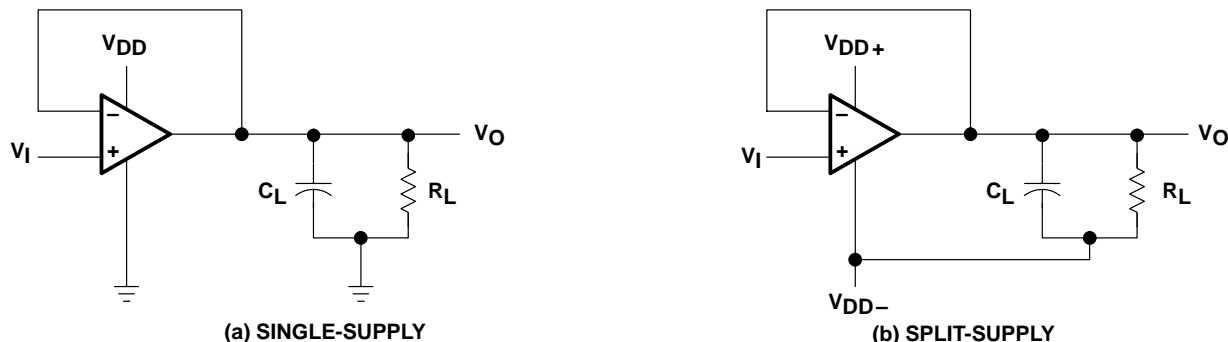 VDD
−
VI
+
VO
CL
RL
(a) SINGLE-SUPPLY
VDD+
−
VI
+
VO
CL
RL
VDD−
(b) SPLIT-SUPPLY